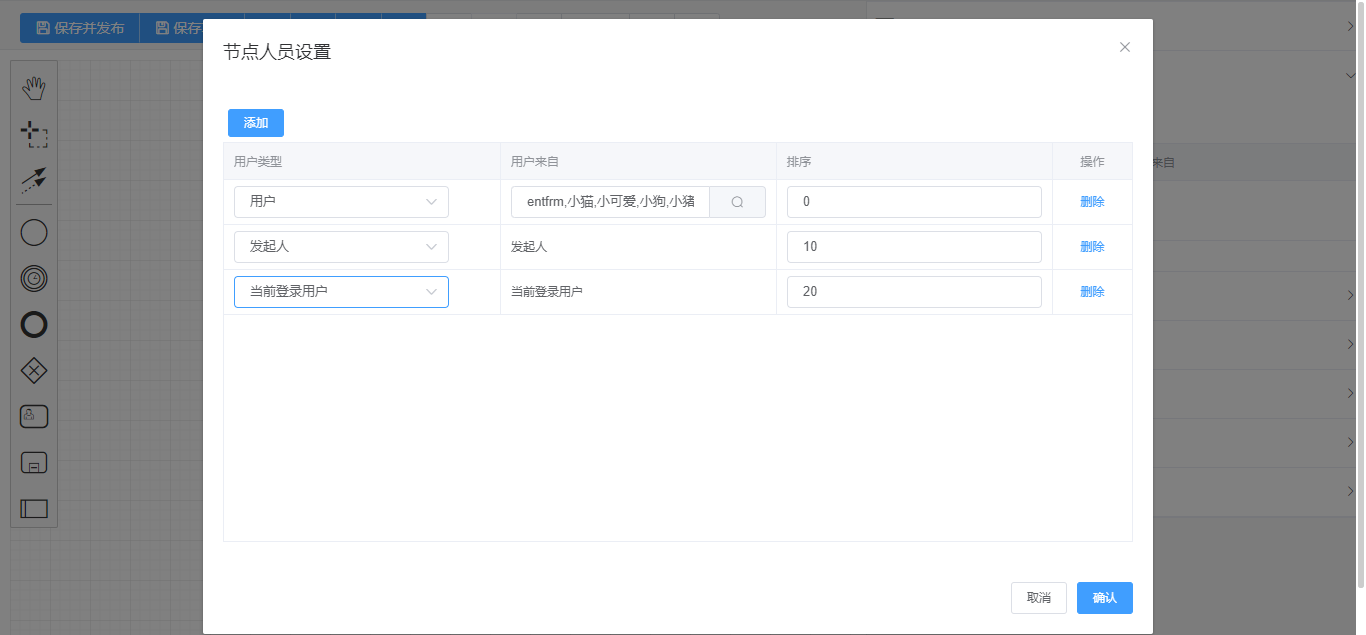 保存并发布 保存
节点人员设置
添加
用户类型 用户来自 排序 操作 来自
用户 entfrm,小猫,小可爱,小狗,小猪 0 删除
发起人 发起人 10 删除
当前登录用户 当前登录用户 20 删除
取消 确认